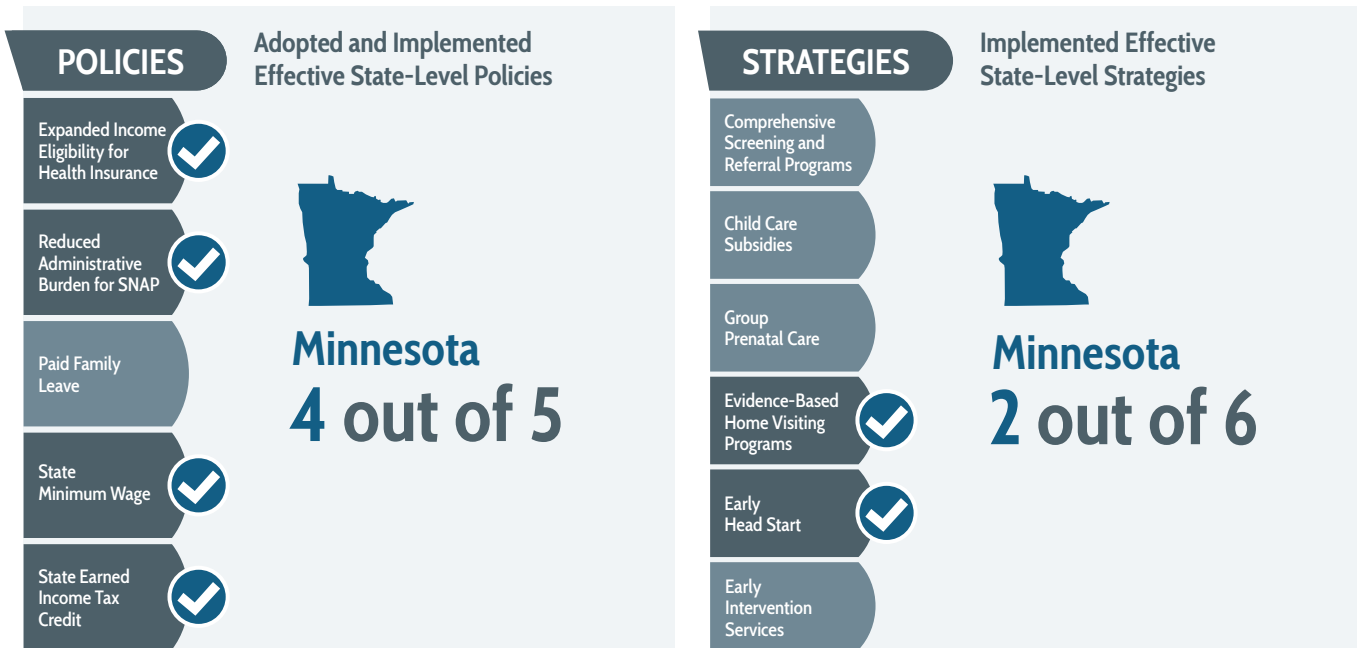 POLICIES
Adopted and Implemented
Effective State-Level Policies
Expanded Income
Eligibility for
Health Insurance
Reduced
Administrative
Burden for SNAP
Paid Family
Leave
State
Minimum Wage
State Earned
Income Tax
Credit
Minnesota
4 out of 5
STRATEGIES
Implemented Effective
State-Level Strategies
Comprehensive
Screening and
Referral Programs
Child Care
Subsidies
Group
Prenatal Care
Evidence-Based
Home Visiting
Programs
Early
Head Start
Early
Intervention
Services
Minnesota
2 out of 6